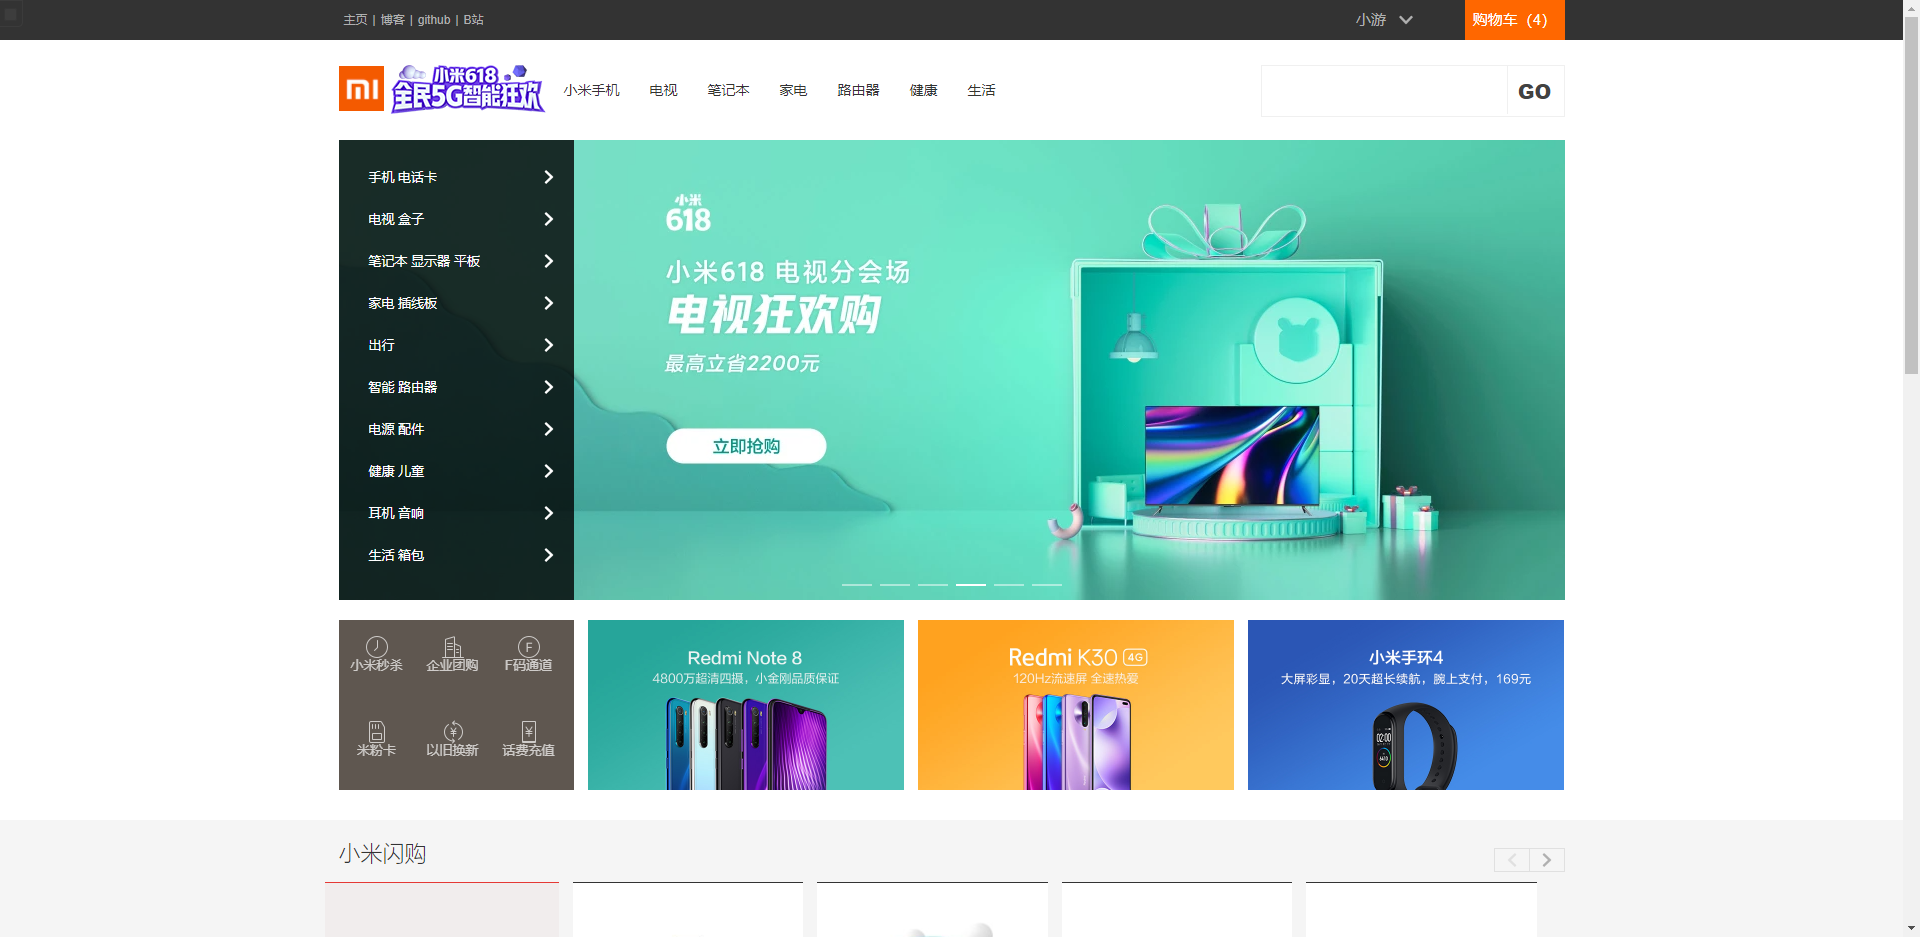 主页 | 博客 | github | B站
小游
购物车（4）
mi
小米618
全民5G智能狂欢
小米手机 电视 笔记本 家电 路由器 健康 生活
GO
手机 电话卡
电视 盒子
笔记本 显示器 平板
家电 插线板
出行
智能 路由器
电源 配件
健康 儿童
耳机 音响
生活 箱包
小米
618
小米618 电视分会场
电视狂欢购
最高立省2200元
立即抢购
小米秒杀 企业团购 F码通道
米粉卡 以旧换新 话费充值
Redmi Note 8
4800万超清四摄，小金刚品质保证
Redmi K30 4G
120Hz流速屏 全速热爱
小米手环4
大屏彩显，20天超长续航，腕上支付，169元
02:00
小米闪购